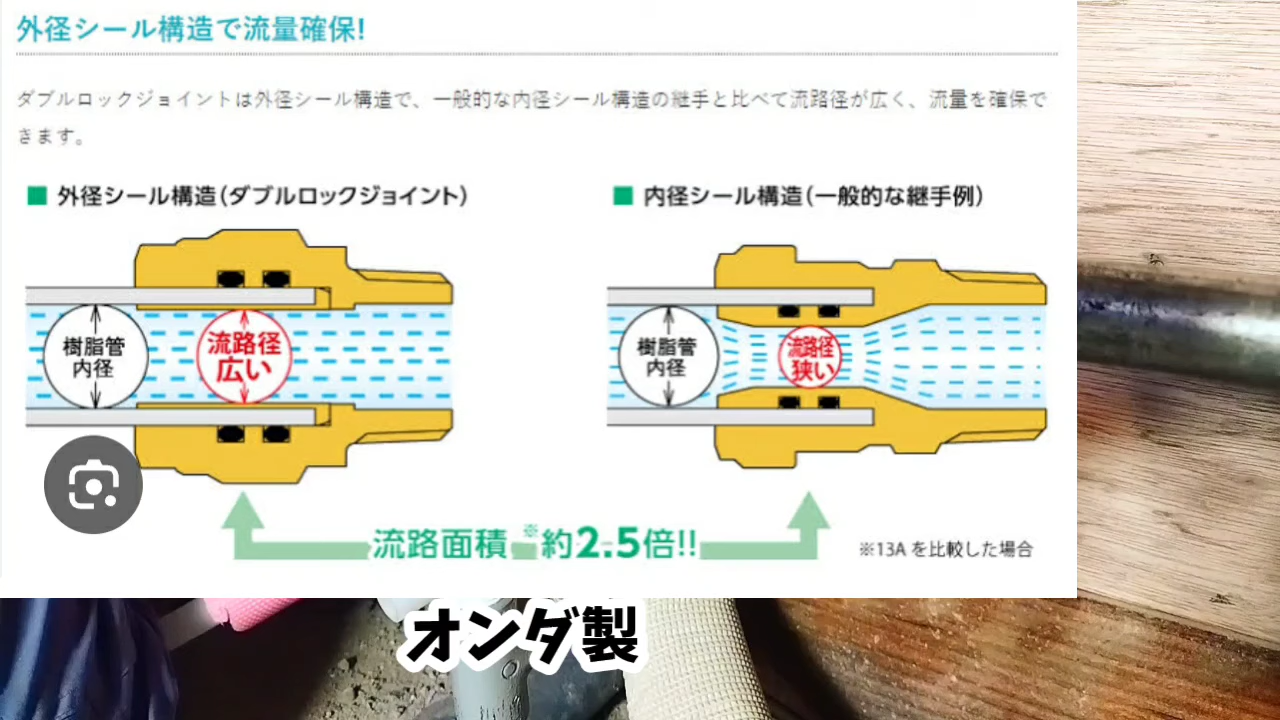 外径シール構造で流量確保!
ダブルロックジョイントは外径シール構造で、一般的な内径シール構造の継手と比べて流路径が広く、流量を確保で
きます。
■ 外径シール構造(ダブルロックジョイント)
■ 内径シール構造(一般的な継手例)
樹脂管
内径
流路径
広い
樹脂管
内径
流路径
狭い
流路面積 ※約2.5倍!!
※13A を比較した場合
オンダ製